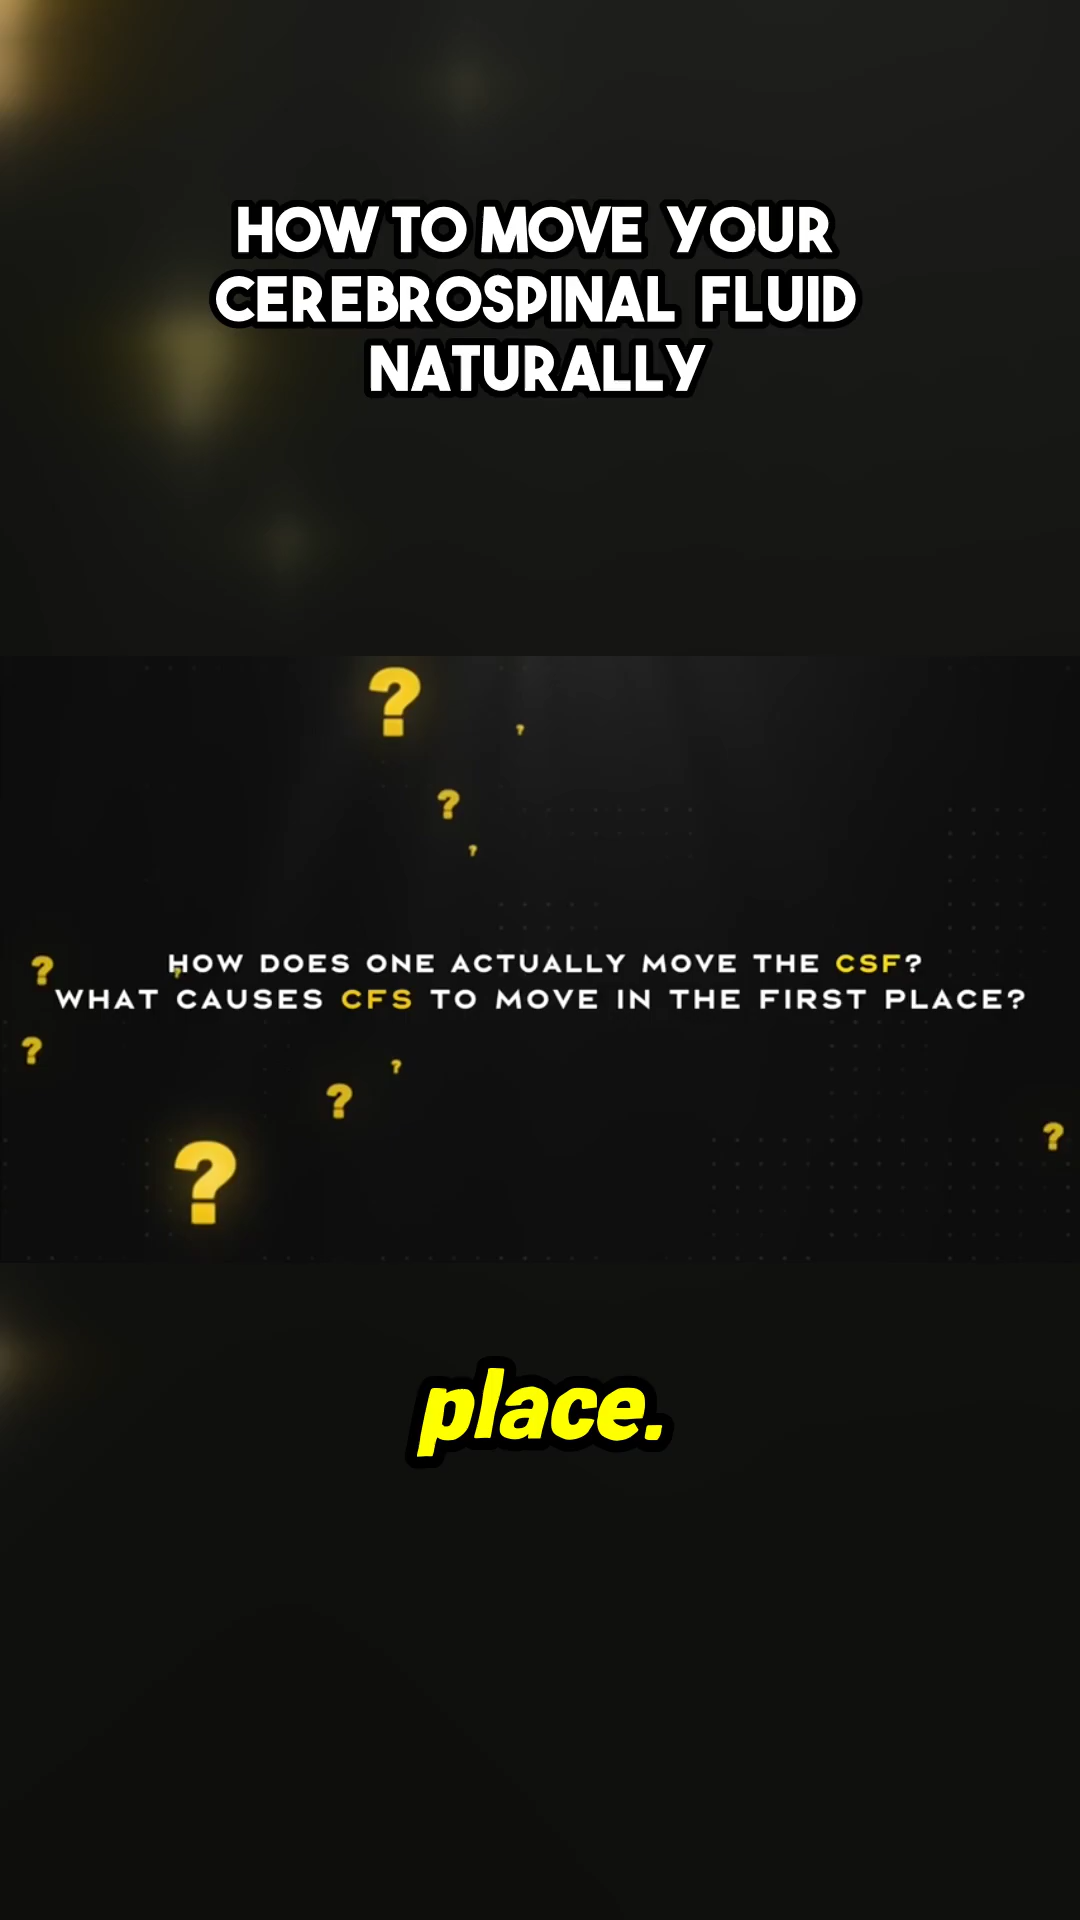 HOW TO MOVE YOUR
CEREBROSPINAL FLUID
NATURALLY
?
?
?
?
?
?
HOW DOES ONE ACTUALLY MOVE THE CSF?
WHAT CAUSES CFS TO MOVE IN THE FIRST PLACE?
?
?
?
?
?
place.